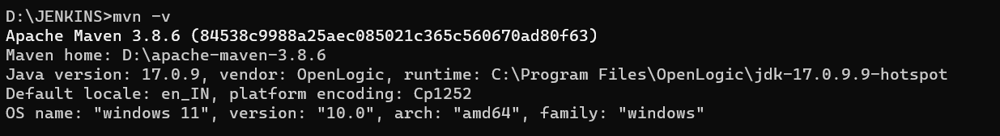 D:\JENKINS>mvn -v
Apache Maven 3.8.6 (84538c9988a25aec085021c365c560670ad80f63)
Maven home: D:\apache-maven-3.8.6
Java version: 17.0.9, vendor: OpenLogic, runtime: C:\Program Files\OpenLogic\jdk-17.0.9.9-hotspot
Default locale: en_IN, platform encoding: Cp1252
OS name: "windows 11", version: "10.0", arch: "amd64", family: "windows"